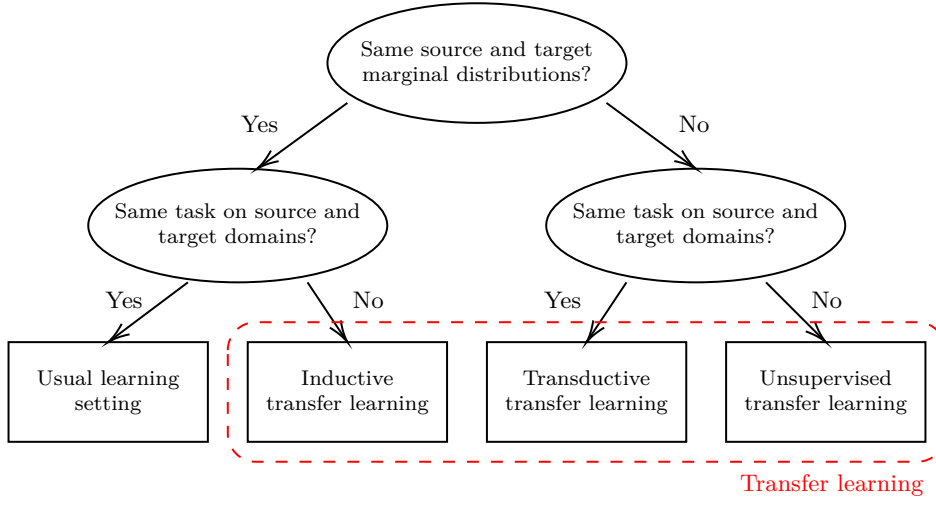 Same source and target
marginal distributions?
Yes
No
Same task on source and
target domains?
Same task on source and
target domains?
Yes
No
Yes
No
Usual learning
setting
Inductive
transfer learning
Transductive
transfer learning
Unsupervised
transfer learning
Transfer learning